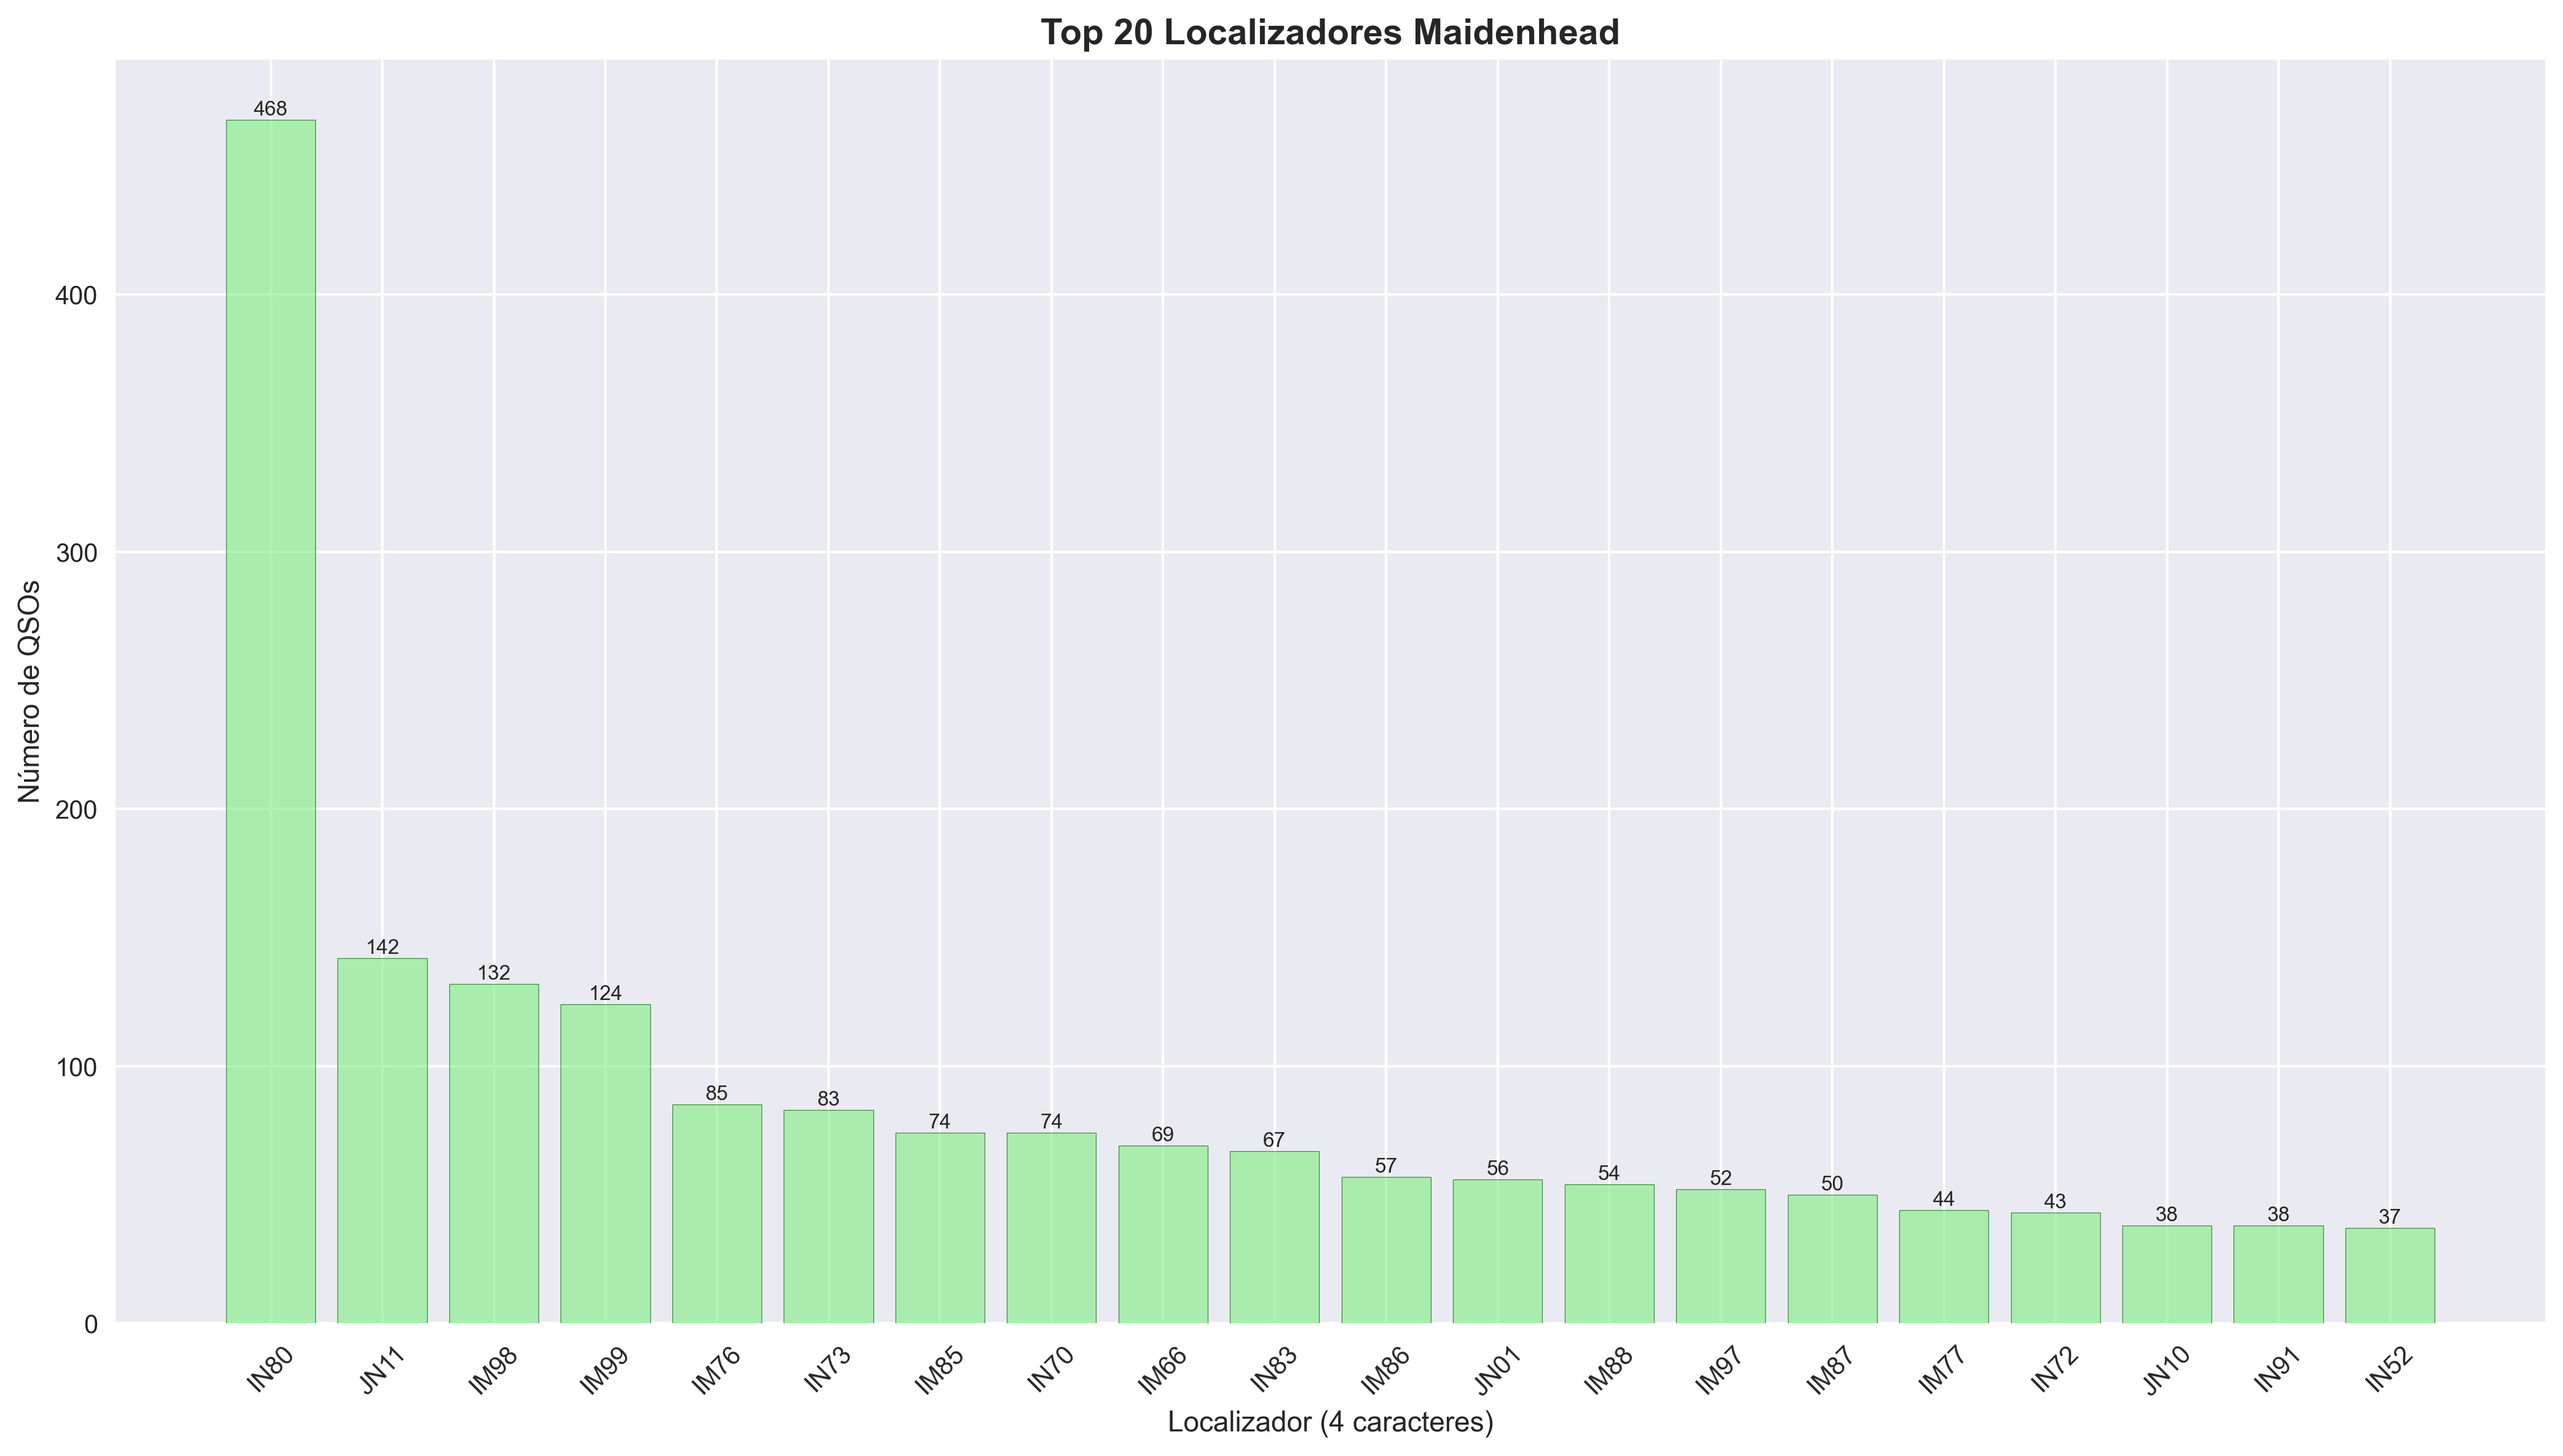 Top 20 Localizadores Maidenhead
Número de QSOs
400
300
200
100
0
468
142
132
124
85
83
74
74
69
67
57
56
54
52
50
44
43
38
38
37
IN80
JN11
IM98
IM99
IM76
IN73
IM85
IN70
IM66
IN83
IM86
JN01
IM88
IM97
IM87
IM77
IN72
JN10
IN91
IN52
Localizador (4 caracteres)